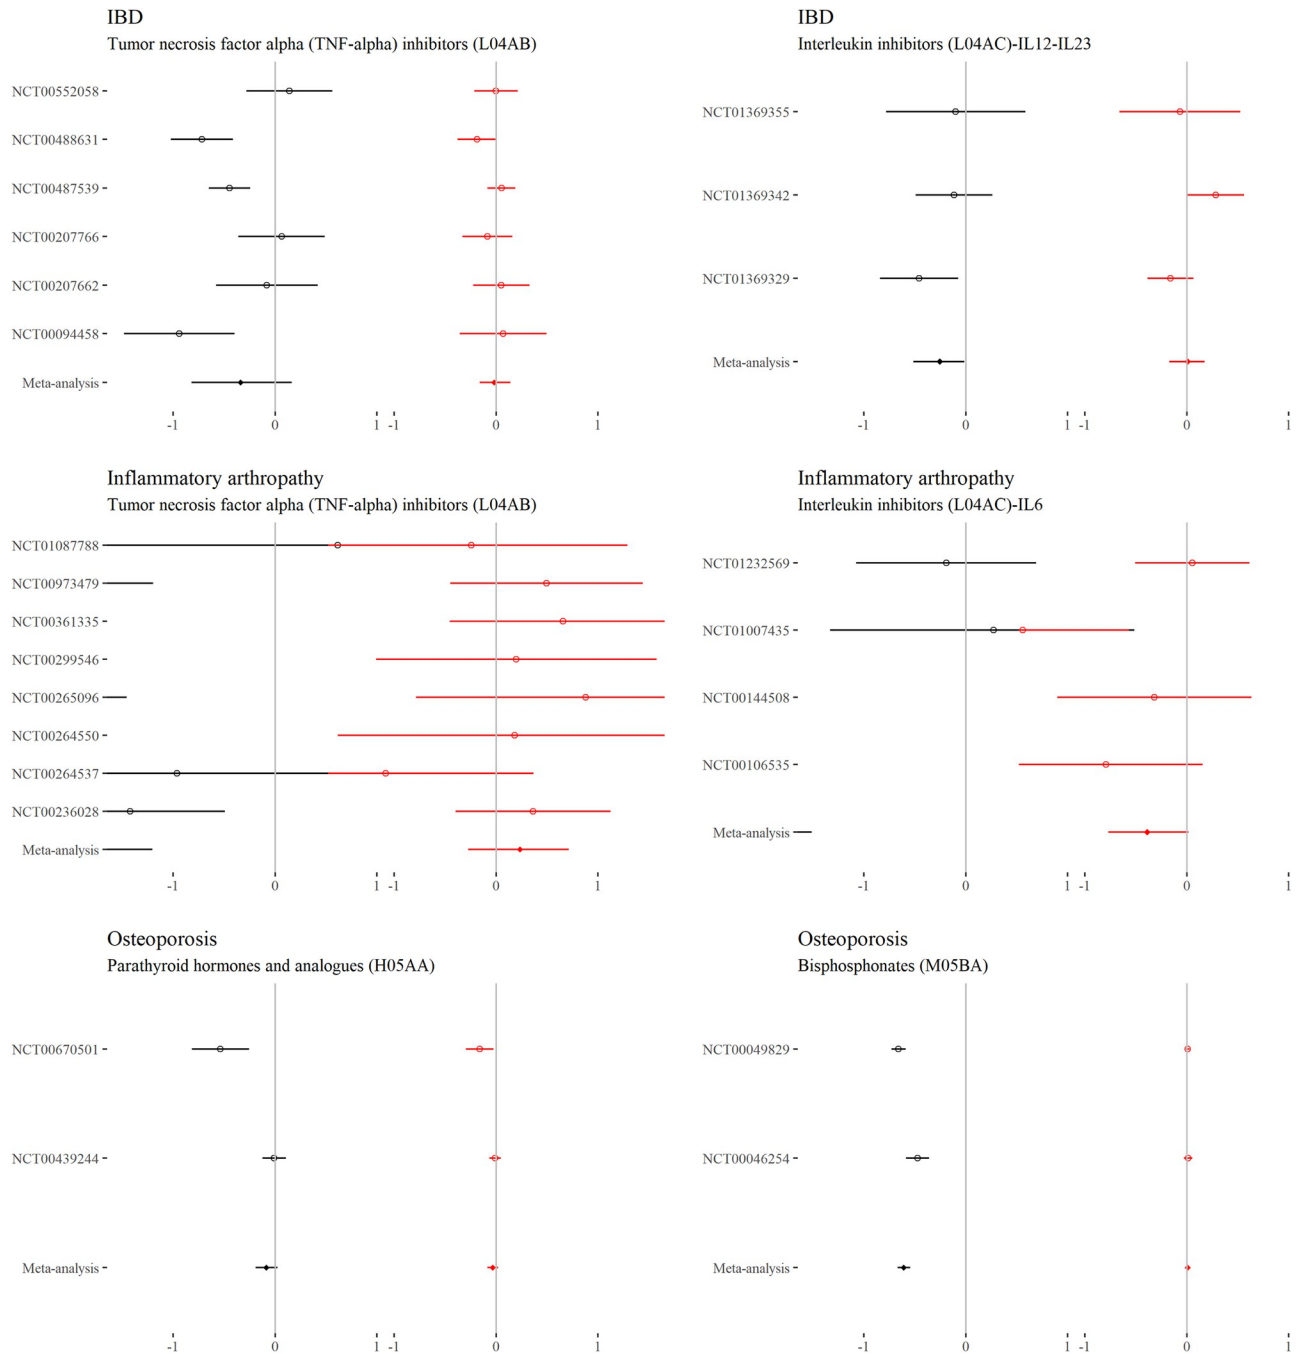 IBD
Tumor necrosis factor alpha (TNF-alpha) inhibitors (L04AB)
NCT00552058
NCT00488631
NCT00487539
NCT00207766
NCT00207662
NCT00094458
Meta-analysis
-1 0 1 -1 0 1
IBD
Interleukin inhibitors (L04AC)-IL12-IL23
NCT01369355
NCT01369342
NCT01369329
Meta-analysis
-1 0 1 -1 0 1
Inflammatory arthropathy
Tumor necrosis factor alpha (TNF-alpha) inhibitors (L04AB)
NCT01087788
NCT00973479
NCT00361335
NCT00299546
NCT00265096
NCT00264550
NCT00264537
NCT00236028
Meta-analysis
-1 0 1 -1 0 1
Inflammatory arthropathy
Interleukin inhibitors (L04AC)-IL6
NCT01232569
NCT01007435
NCT00144508
NCT00106535
Meta-analysis
-1 0 1 -1 0 1
Osteoporosis
Parathyroid hormones and analogues (H05AA)
NCT00670501
NCT00439244
Meta-analysis
-1 0 1 -1 0 1
Osteoporosis
Bisphosphonates (M05BA)
NCT00049829
NCT00046254
Meta-analysis
-1 0 1 -1 0 1